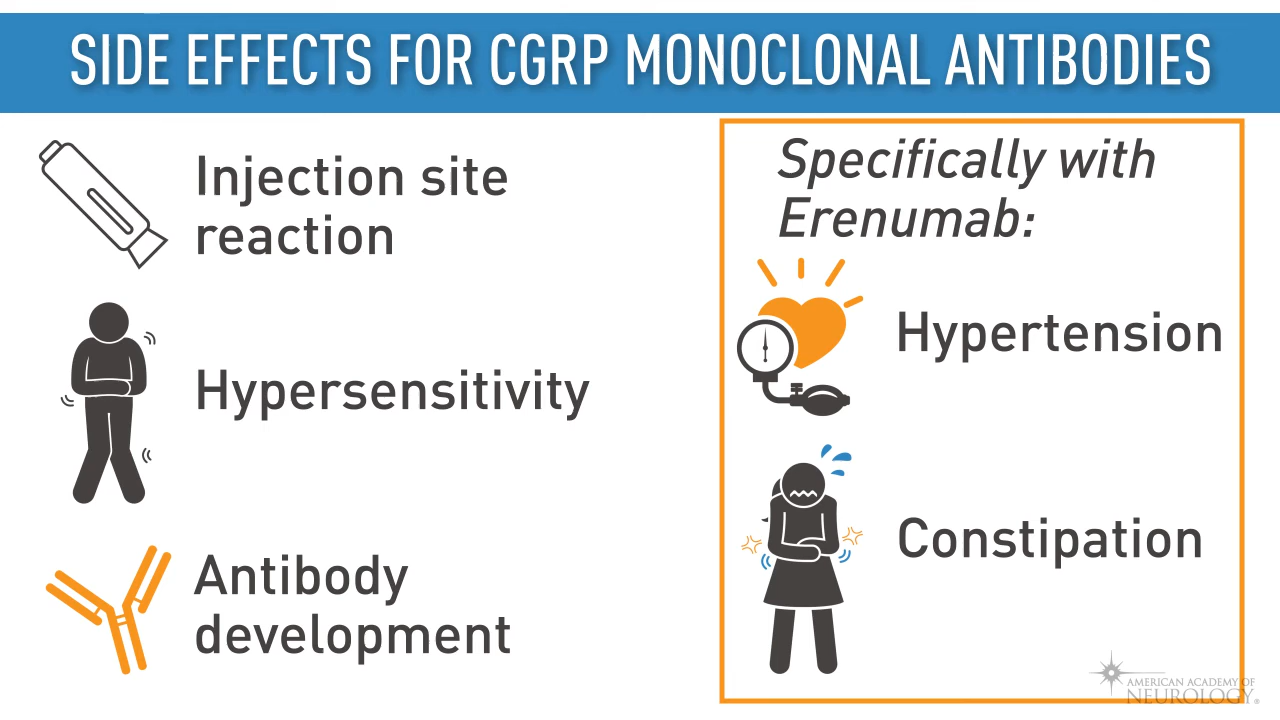 SIDE EFFECTS FOR CGRP MONOCLONAL ANTIBODIES
Injection site
reaction
Hypersensitivity
Antibody
development
Specifically with
Erenumab:
Hypertension
Constipation
AMERICAN ACADEMY OF
NEUROLOGY®